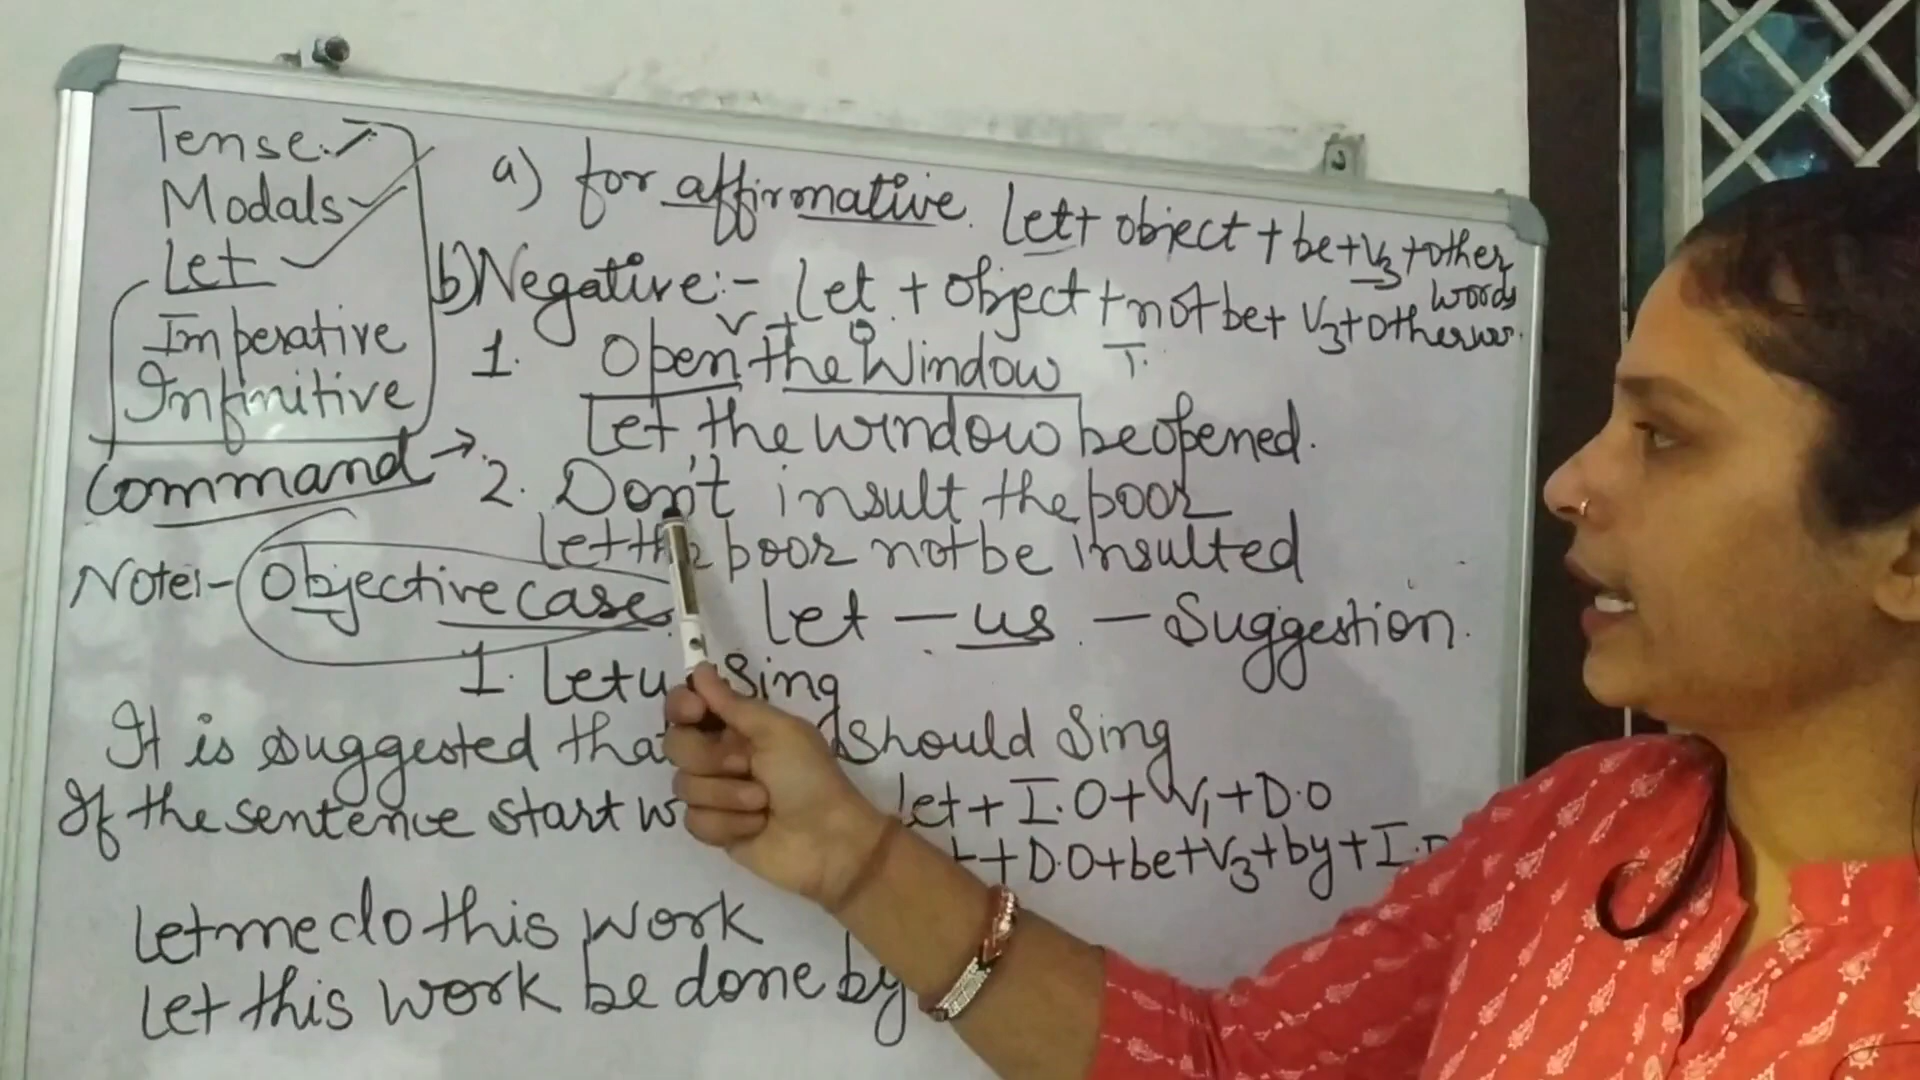 Tense
Modals
Let
Imperative
Infinitive
Command →
a) for affirmative. Let + object + be + V3 + other words
b) Negative:- Let + object + not be + V3 + other wor.
V + O
1. Open the Window
Let the window be opened.
2. Don't insult the poor
Let the poor not be insulted
Note:- Objective case. Let - us - Suggestion.
1. Let us Sing
It is suggested that should Sing
If the sentence start Let + I.O + V1 + D.O
+ D.O + be + V3 + by + I.
Let me do this work
Let this work be done by